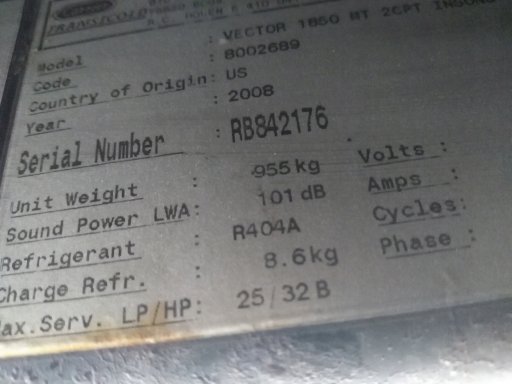 TRANSICOLD
Model : VECTOR 1850 MT 2CPT
Code : 8002689
Country of Origin: US
Year : 2008
Serial Number : RB842176
Unit Weight : 955kg Volts :
Sound Power LWA: 101 dB Amps :
Refrigerant : R404A Cycles:
Charge Refr. : 8.6kg Phase :
ax.Serv. LP/HP: 25/32 B